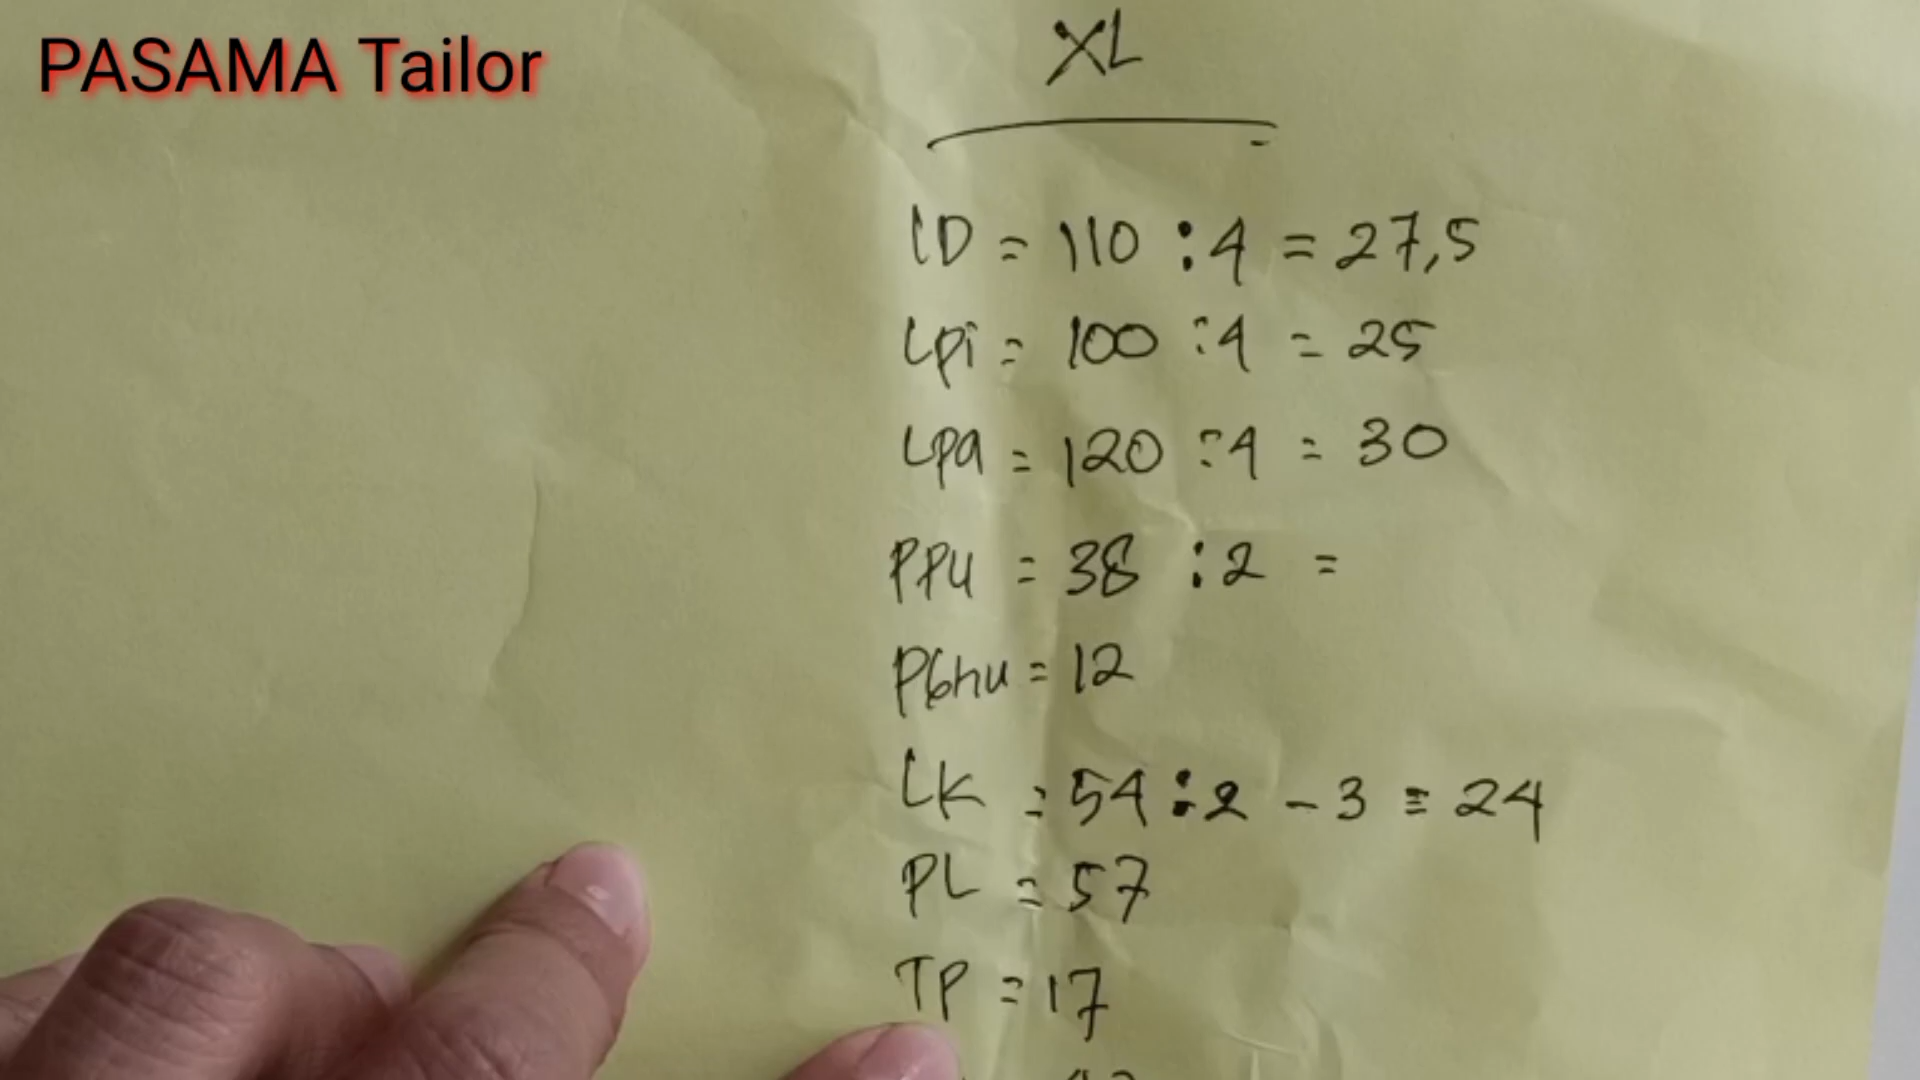 PASAMA Tailor
XL
LD = 110 : 4 = 27,5
Lpi = 100 : 4 = 25
Lpa = 120 : 4 = 30
PPU = 38 : 2 =
Pbhu = 12
LK = 54 : 2 - 3 = 24
PL = 57
TP = 17